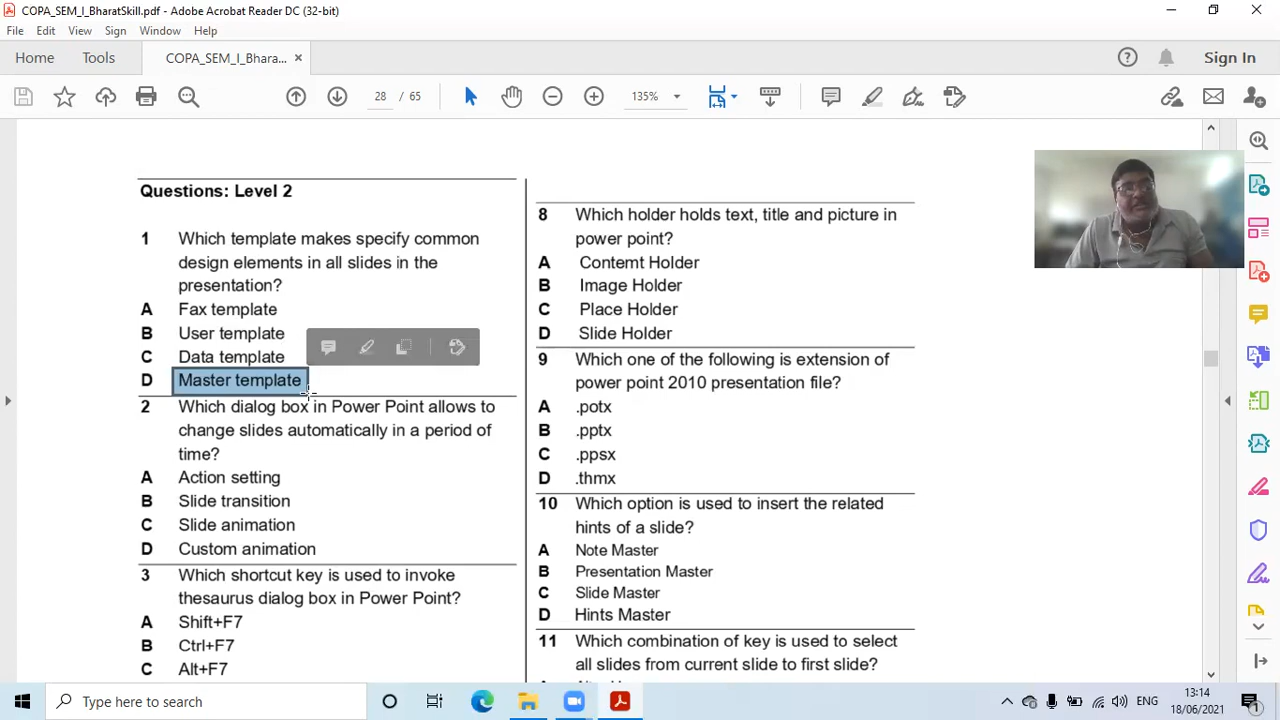 COPA_SEM_I_BharatSkill.pdf - Adobe Acrobat Reader DC (32-bit)
File Edit View Sign Window Help
Home Tools COPA_SEM_I_Bhara... Sign In
28 / 65 135%
Questions: Level 2
1 Which template makes specify common
design elements in all slides in the
presentation?
A Fax template
B User template
C Data template
D Master template
2 Which dialog box in Power Point allows to
change slides automatically in a period of
time?
A Action setting
B Slide transition
C Slide animation
D Custom animation
3 Which shortcut key is used to invoke
thesaurus dialog box in Power Point?
A Shift+F7
B Ctrl+F7
C Alt+F7
8 Which holder holds text, title and picture in
power point?
A Contemt Holder
B Image Holder
C Place Holder
D Slide Holder
9 Which one of the following is extension of
power point 2010 presentation file?
A .potx
B .pptx
C .ppsx
D .thmx
10 Which option is used to insert the related
hints of a slide?
A Note Master
B Presentation Master
C Slide Master
D Hints Master
11 Which combination of key is used to select
all slides from current slide to first slide?
Type here to search
ENG
13:14
18/06/2021
1